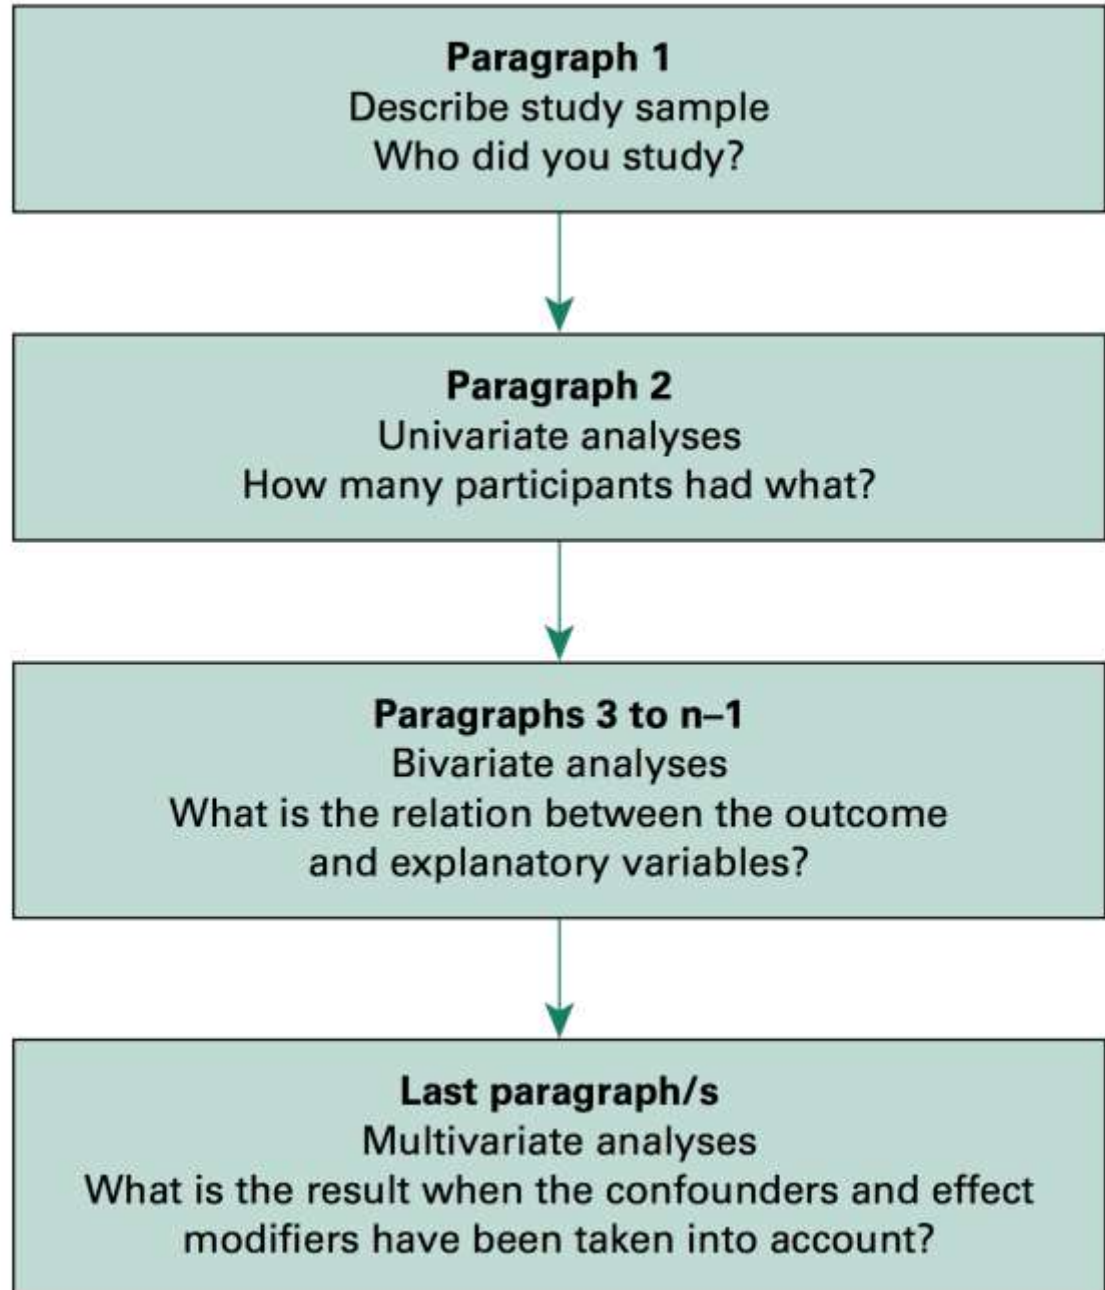 Paragraph 1
Describe study sample
Who did you study?
Paragraph 2
Univariate analyses
How many participants had what?
Paragraphs 3 to n–1
Bivariate analyses
What is the relation between the outcome
and explanatory variables?
Last paragraph/s
Multivariate analyses
What is the result when the confounders and effect
modifiers have been taken into account?